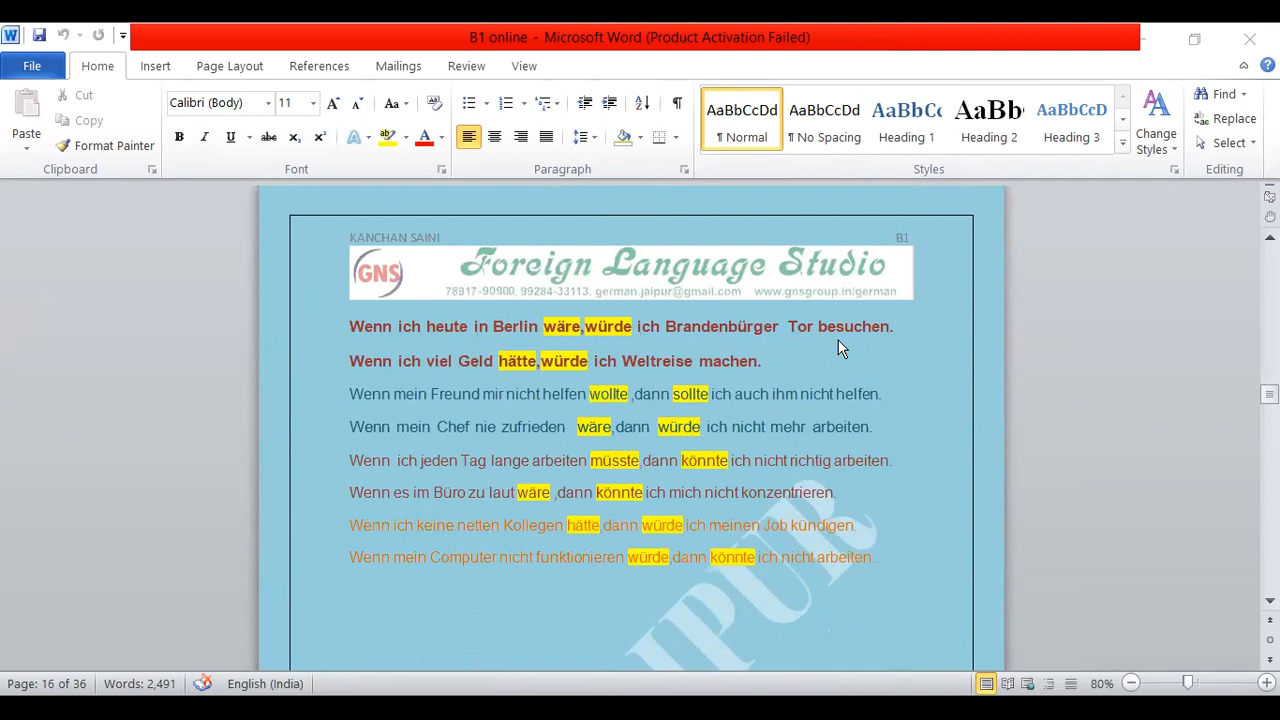 B1 online - Microsoft Word (Product Activation Failed)
File Home Insert Page Layout References Mailings Review View
Paste
Cut
Copy
Format Painter
Clipboard
Calibri (Body) 11
Font
Paragraph
AaBbCcDd AaBbCcDd AaBbCc AaBb AaBbCcD
¶ Normal ¶ No Spacing Heading 1 Heading 2 Heading 3
Change Styles
Styles
Find
Replace
Select
Editing
KANCHAN SAINI B1
GNS Foreign Language Studio
78917-90900, 99284-33113, german.jaipur@gmail.com www.gnsgroup.in/german
Wenn ich heute in Berlin wäre,würde ich Brandenbürger Tor besuchen.
Wenn ich viel Geld hätte,würde ich Weltreise machen.
Wenn mein Freund mir nicht helfen wollte ,dann sollte ich auch ihm nicht helfen.
Wenn mein Chef nie zufrieden wäre,dann würde ich nicht mehr arbeiten.
Wenn ich jeden Tag lange arbeiten müsste,dann könnte ich nicht richtig arbeiten.
Wenn es im Büro zu laut wäre ,dann könnte ich mich nicht konzentrieren.
Wenn ich keine netten Kollegen hätte,dann würde ich meinen Job kündigen.
Wenn mein Computer nicht funktionieren würde,dann könnte ich nicht arbeiten.
IPUR
Page: 16 of 36 Words: 2,491 English (India) 80%